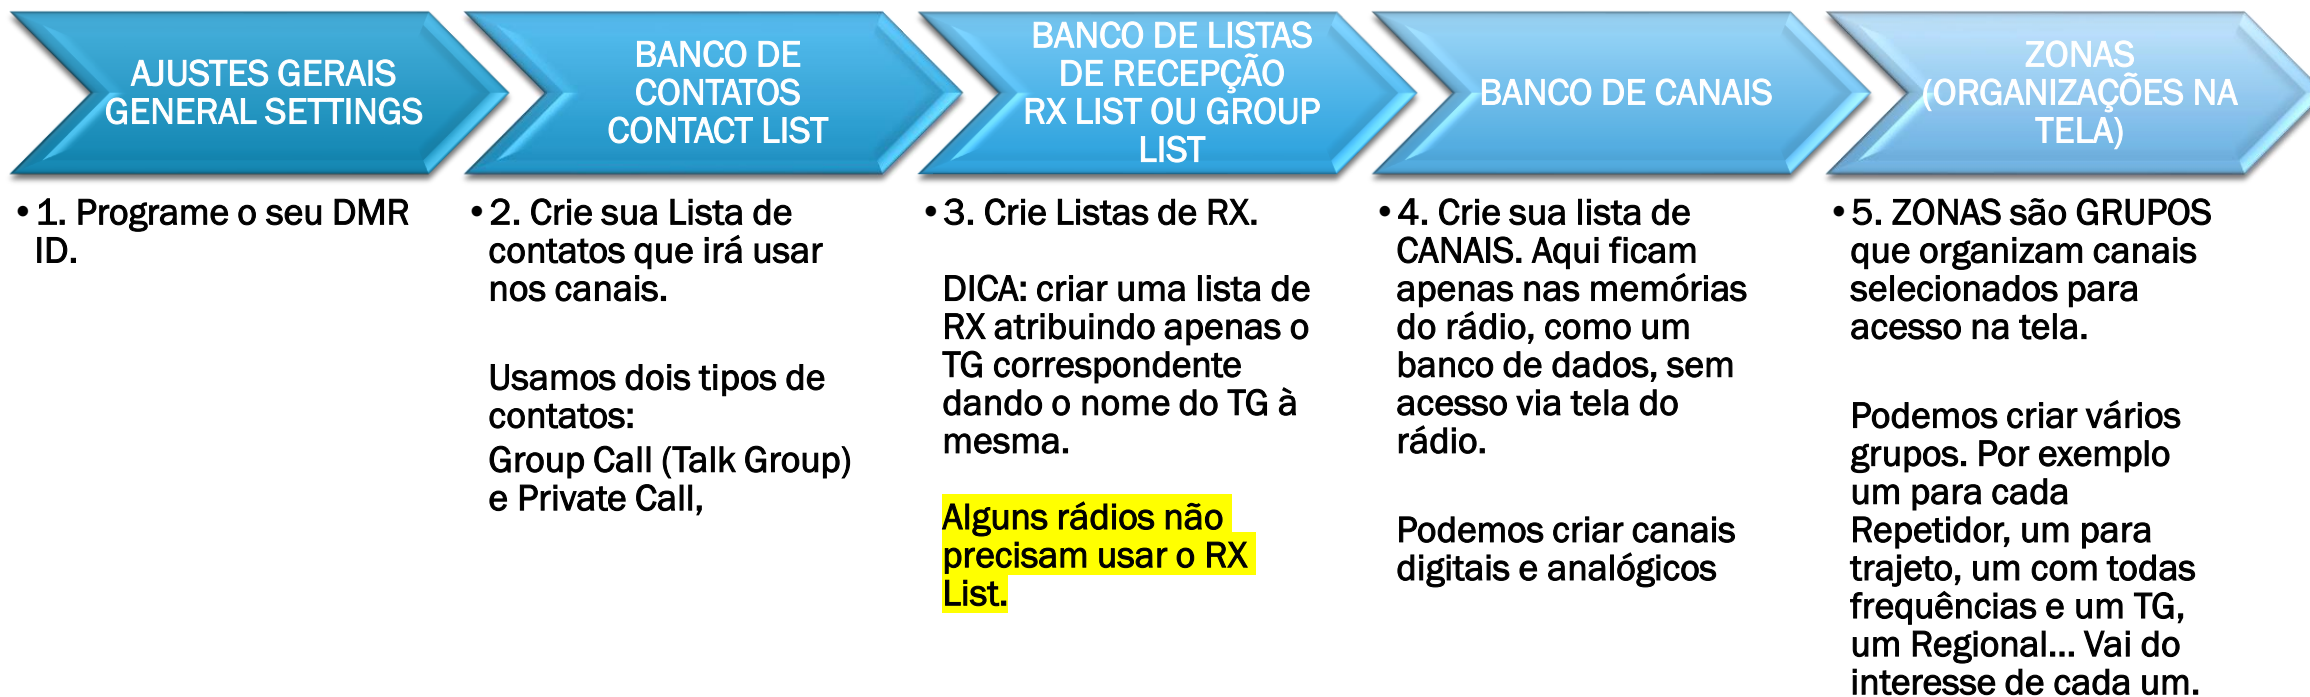 AJUSTES GERAIS
GENERAL SETTINGS
• 1. Programe o seu DMR
ID.
BANCO DE
CONTATOS
CONTACT LIST
• 2. Crie sua Lista de
contatos que irá usar
nos canais.
Usamos dois tipos de
contatos:
Group Call (Talk Group)
e Private Call,
BANCO DE LISTAS
DE RECEPÇÃO
RX LIST OU GROUP
LIST
• 3. Crie Listas de RX.
DICA: criar uma lista de
RX atribuindo apenas o
TG correspondente
dando o nome do TG à
mesma.
Alguns rádios não
precisam usar o RX
List.
BANCO DE CANAIS
• 4. Crie sua lista de
CANAIS. Aqui ficam
apenas nas memórias
do rádio, como um
banco de dados, sem
acesso via tela do
rádio.
Podemos criar canais
digitais e analógicos
ZONAS
(ORGANIZAÇÕES NA
TELA)
• 5. ZONAS são GRUPOS
que organizam canais
selecionados para
acesso na tela.
Podemos criar vários
grupos. Por exemplo
um para cada
Repetidor, um para
trajeto, um com todas
frequências e um TG,
um Regional... Vai do
interesse de cada um.